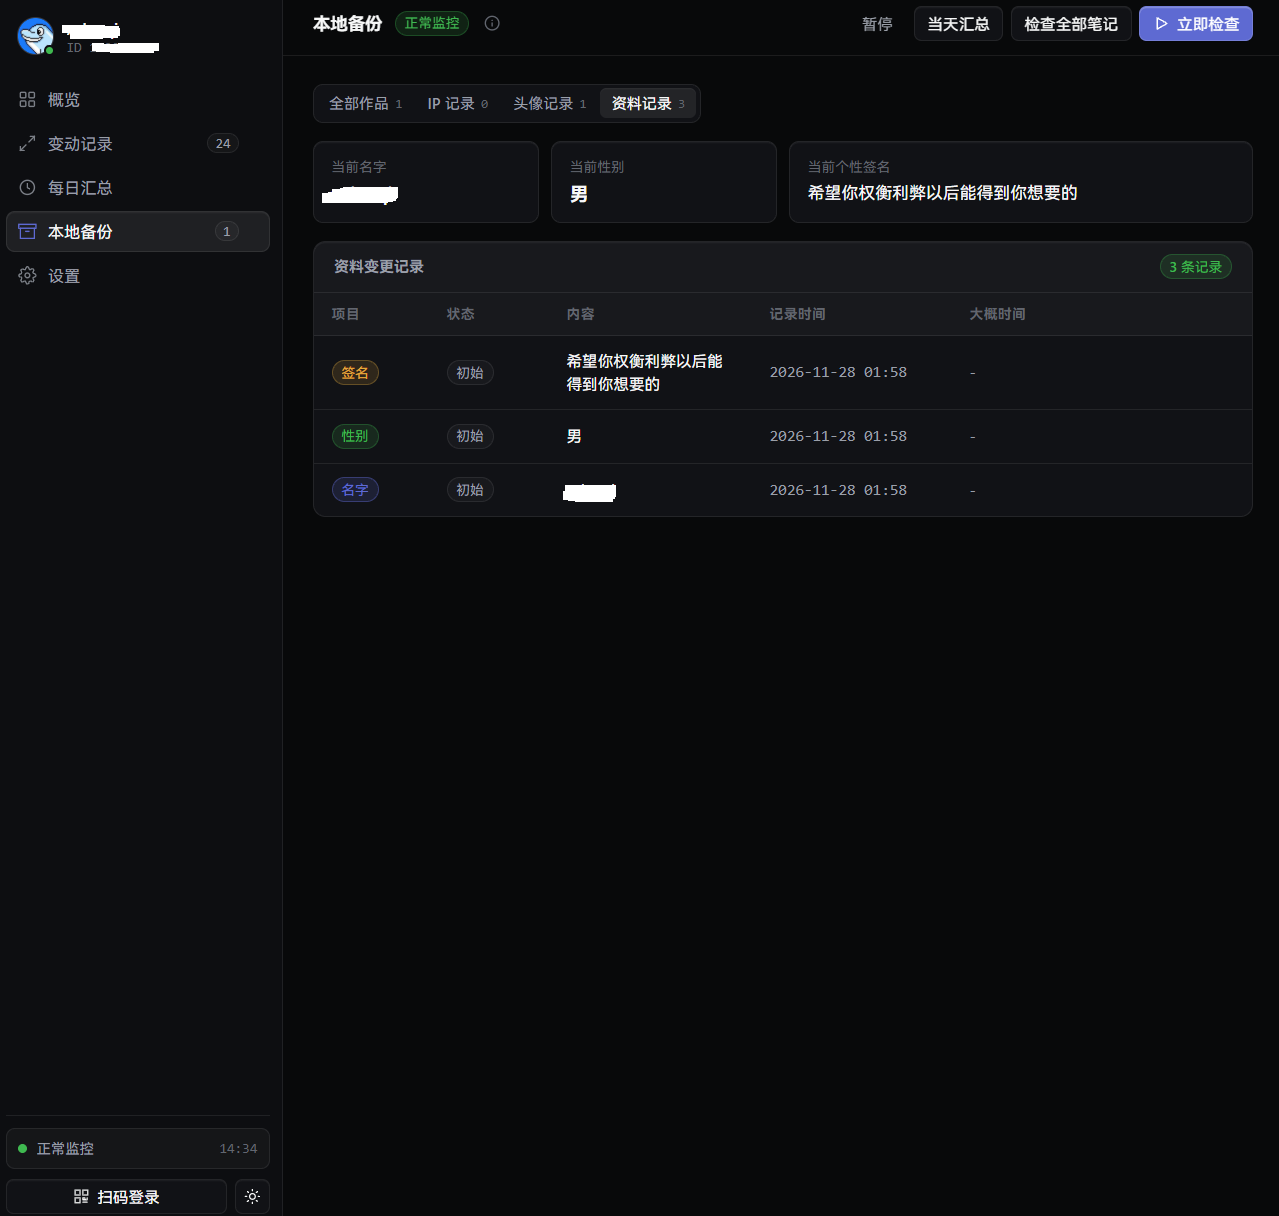 ID
概览
变动记录 24
每日汇总
本地备份 1
设置
正常监控 14:34
扫码登录
本地备份 正常监控
暂停 当天汇总 检查全部笔记 立即检查
全部作品 1 IP 记录 0 头像记录 1 资料记录 3
当前名字
当前性别
男
当前个性签名
希望你权衡利弊以后能得到你想要的
资料变更记录 3 条记录
项目 状态 内容 记录时间 大概时间
签名 初始 希望你权衡利弊以后能
得到你想要的 2026-11-28 01:58 -
性别 初始 男 2026-11-28 01:58 -
名字 初始 2026-11-28 01:58 -